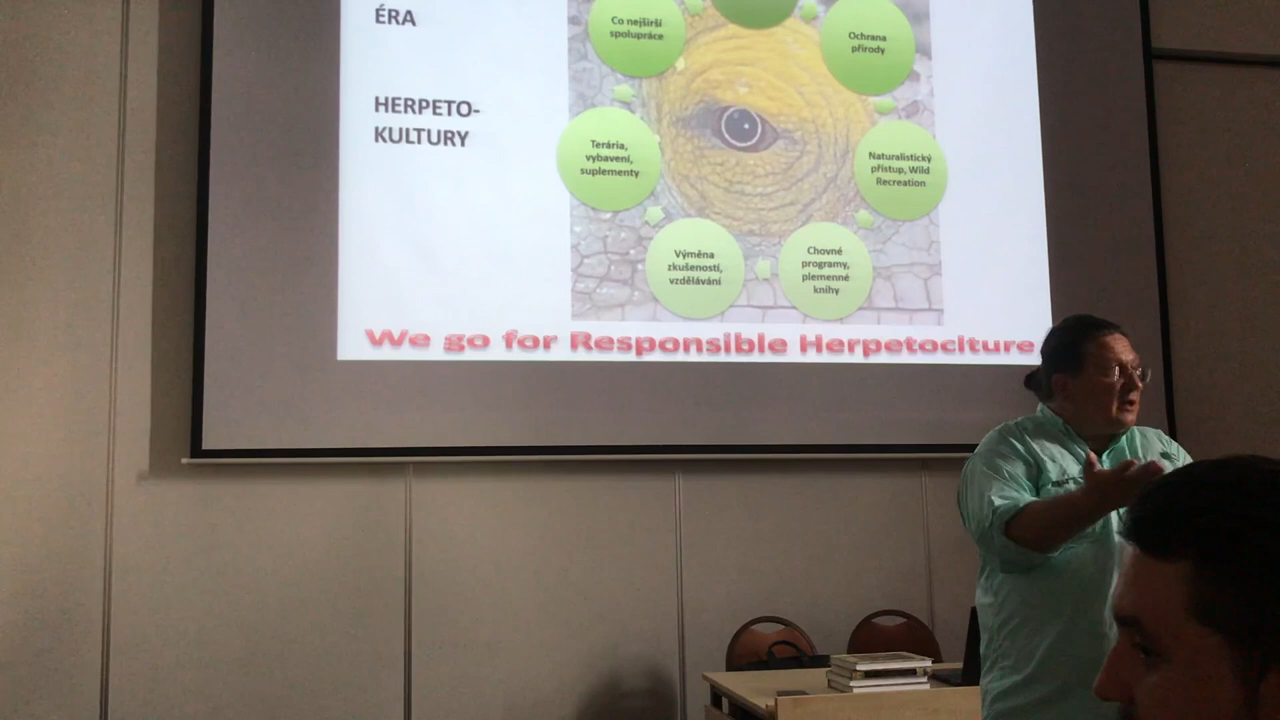 ÉRA
HERPETO-
KULTURY
Co nejširší
spolupráce
Ochrana
přírody
Terária,
vybavení,
suplementy
Naturalistický
přístup, Wild
Recreation
Výměna
zkušeností,
vzdělávání
Chovné
programy,
plemenné
knihy
We go for Responsible Herpetoclture